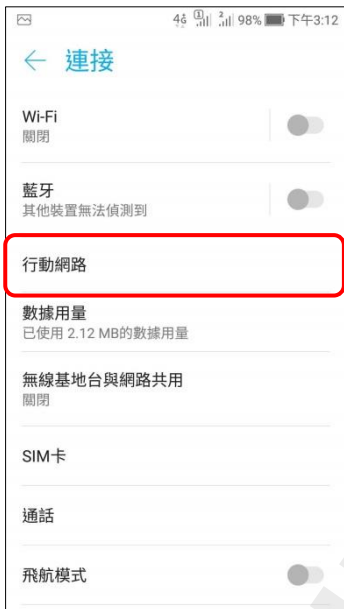 4G 1 2 98% 下午3:12
連接
Wi-Fi
關閉
藍牙
其他裝置無法偵測到
行動網路
數據用量
已使用 2.12 MB的數據用量
無線基地台與網路共用
關閉
SIM卡
通話
飛航模式